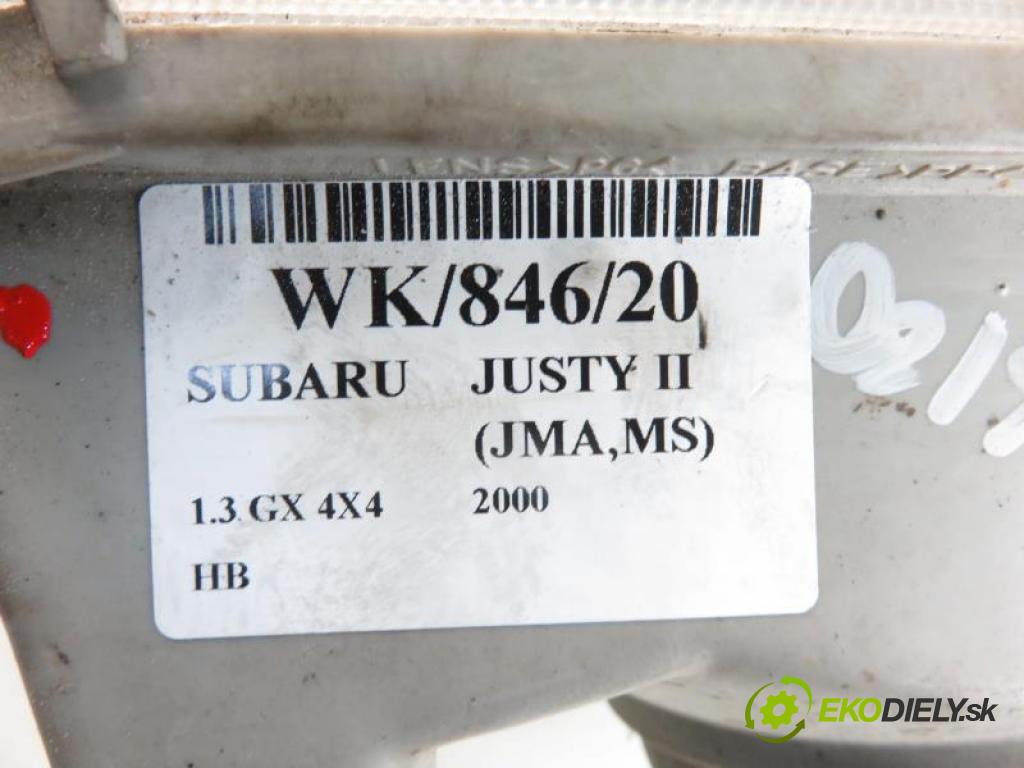 WK/846/20
SUBARU JUSTY II
(JMA,MS)
1.3 GX 4X4 2000
HB
EKODIELY.sk